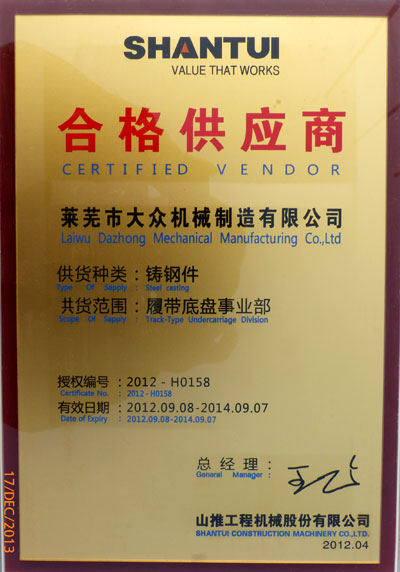 SHANTUI
VALUE THAT WORKS
合格供应商
CERTIFIED VENDOR
莱芜市大众机械制造有限公司
Laiwu Dazhong Mechanical Manufacturing Co.,Ltd
供货种类：铸钢件
Type Of Sepply : Steel casting
共货范围：履带底盘事业部
Scope Of Sapply : Track-Type Undercarriage Division
授权编号：2012 - H0158
Certificate No. : 2012 - H0158
有效日期：2012.09.08-2014.09.07
Date of Expiry : 2012.09.08-2014.09.07
总经理：
General Manager :
山推工程机械股份有限公司
SHANTUI CONSTRUCTION MACHINERY CO.,LTD.
2012.04
17/DEC/2013